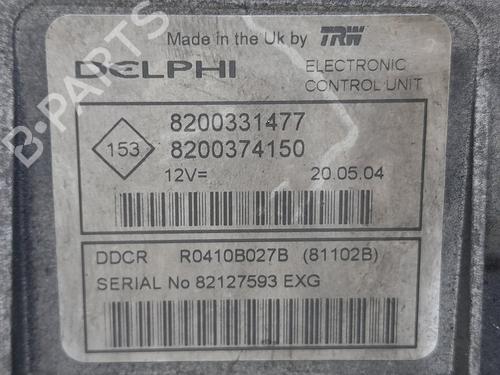 Made in the Uk by TRW
DELPHI ELECTRONIC
CONTROL UNIT
8200331477
153 8200374150
12V= 20.05.04
DDCR R0410B027B (81102B)
SERIAL No 82127593 EXG
B-PARTS